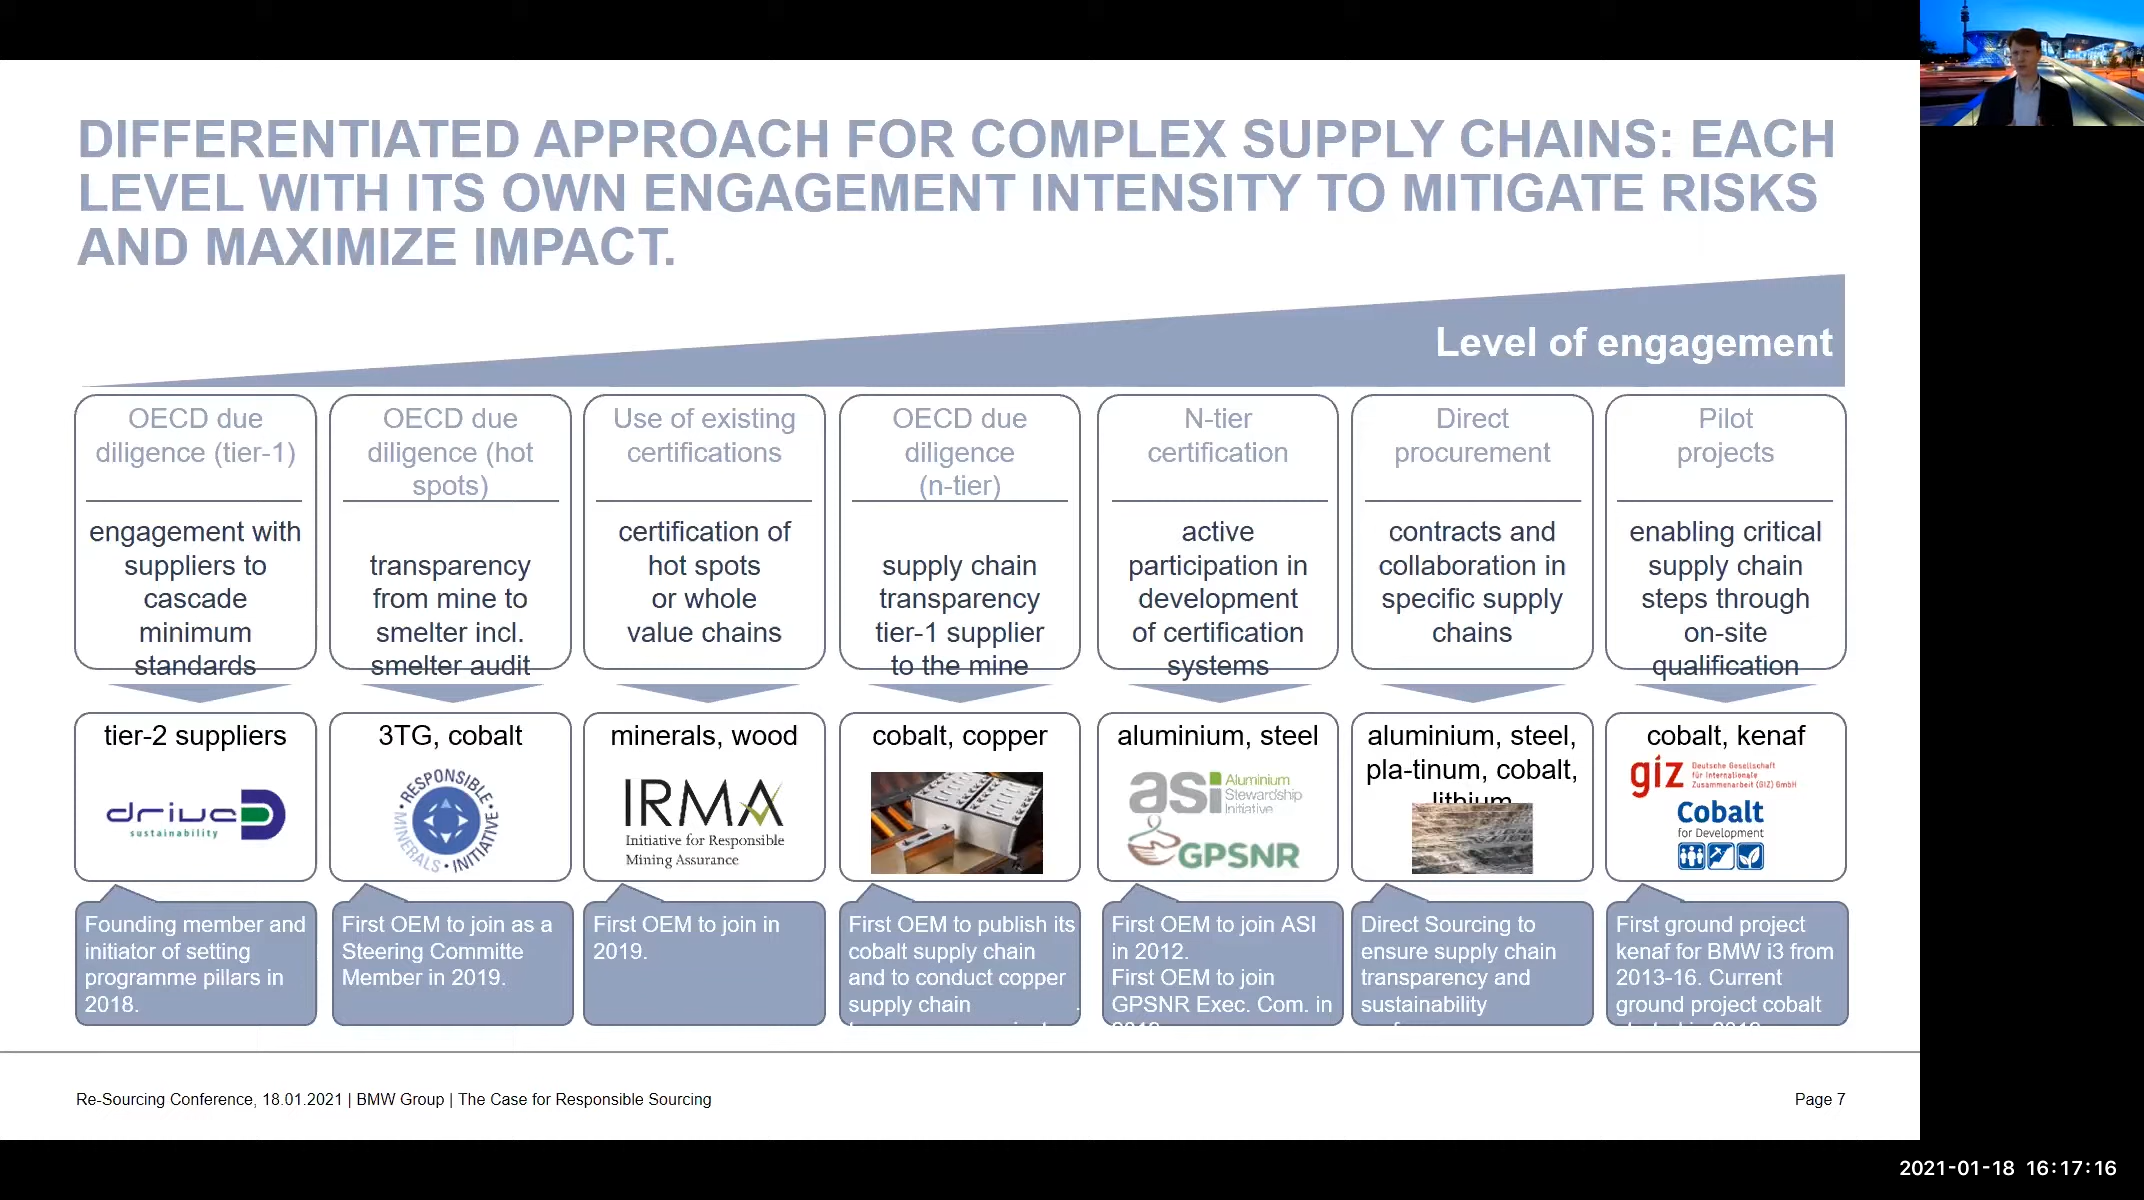 DIFFERENTIATED APPROACH FOR COMPLEX SUPPLY CHAINS: EACH
LEVEL WITH ITS OWN ENGAGEMENT INTENSITY TO MITIGATE RISKS
AND MAXIMIZE IMPACT.
Level of engagement
OECD due
diligence (tier-1)
engagement with
suppliers to
cascade
minimum
standards
OECD due
diligence (hot
spots)
transparency
from mine to
smelter incl.
smelter audit
Use of existing
certifications
certification of
hot spots
or whole
value chains
OECD due
diligence
(n-tier)
supply chain
transparency
tier-1 supplier
to the mine
N-tier
certification
active
participation in
development
of certification
systems
Direct
procurement
contracts and
collaboration in
specific supply
chains
Pilot
projects
enabling critical
supply chain
steps through
on-site
qualification
tier-2 suppliers
drive
sustainability
3TG, cobalt
RESPONSIBLE
MINERALS • INITIATIVE
minerals, wood
IRMA
Initiative for Responsible
Mining Assurance
cobalt, copper
aluminium, steel
asi Aluminium
Stewardship
Initiative
GPSNR
aluminium, steel,
pla-tinum, cobalt,
lithium
cobalt, kenaf
giz Deutsche Gesellschaft
für Internationale
Zusammenarbeit (GIZ) GmbH
Cobalt
for Development
Founding member and
initiator of setting
programme pillars in
2018.
First OEM to join as a
Steering Committe
Member in 2019.
First OEM to join in
2019.
First OEM to publish its
cobalt supply chain
and to conduct copper
supply chain
First OEM to join ASI
in 2012.
First OEM to join
GPSNR Exec. Com. in
Direct Sourcing to
ensure supply chain
transparency and
sustainability
First ground project
kenaf for BMW i3 from
2013-16. Current
ground project cobalt
Re-Sourcing Conference, 18.01.2021 | BMW Group | The Case for Responsible Sourcing
Page 7
2021-01-18 16:17:16